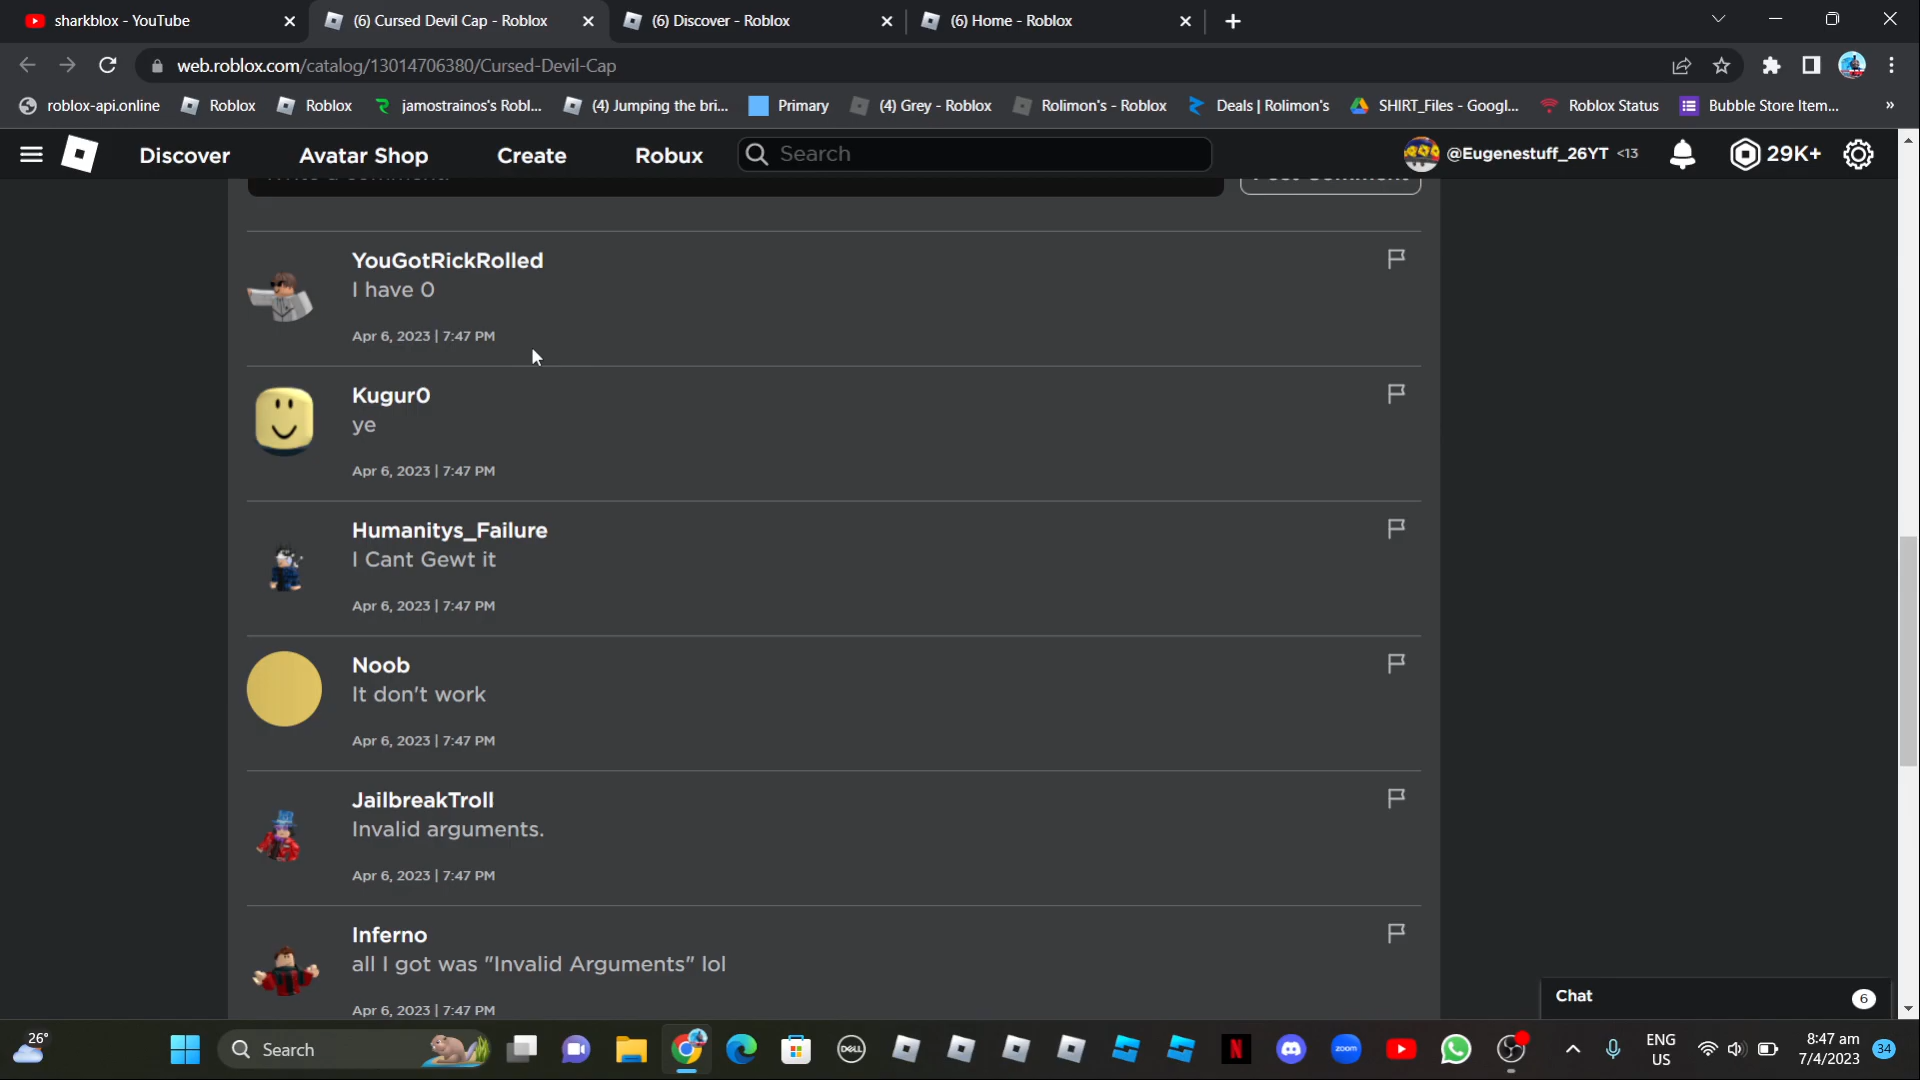 sharkblox - YouTube
(6) Cursed Devil Cap - Roblox
(6) Discover - Roblox
(6) Home - Roblox
web.roblox.com/catalog/13014706380/Cursed-Devil-Cap
roblox-api.online
Roblox
Roblox
jamostrainos's Robl...
(4) Jumping the bri...
Primary
(4) Grey - Roblox
Rolimon's - Roblox
Deals | Rolimon's
SHIRT_Files - Googl...
Roblox Status
Bubble Store Item...
»
Discover
Avatar Shop
Create
Robux
Search
@Eugenestuff_26YT <13
29K+
YouGotRickRolled
I have 0
Apr 6, 2023 | 7:47 PM
Kugur0
ye
Apr 6, 2023 | 7:47 PM
Humanitys_Failure
I Cant Gewt it
Apr 6, 2023 | 7:47 PM
Noob
It don't work
Apr 6, 2023 | 7:47 PM
JailbreakTroll
Invalid arguments.
Apr 6, 2023 | 7:47 PM
Inferno
all I got was "Invalid Arguments" lol
Apr 6, 2023 | 7:47 PM
Chat
6
26°
Search
DELL
N
zoom
ENG
US
8:47 am
7/4/2023
34